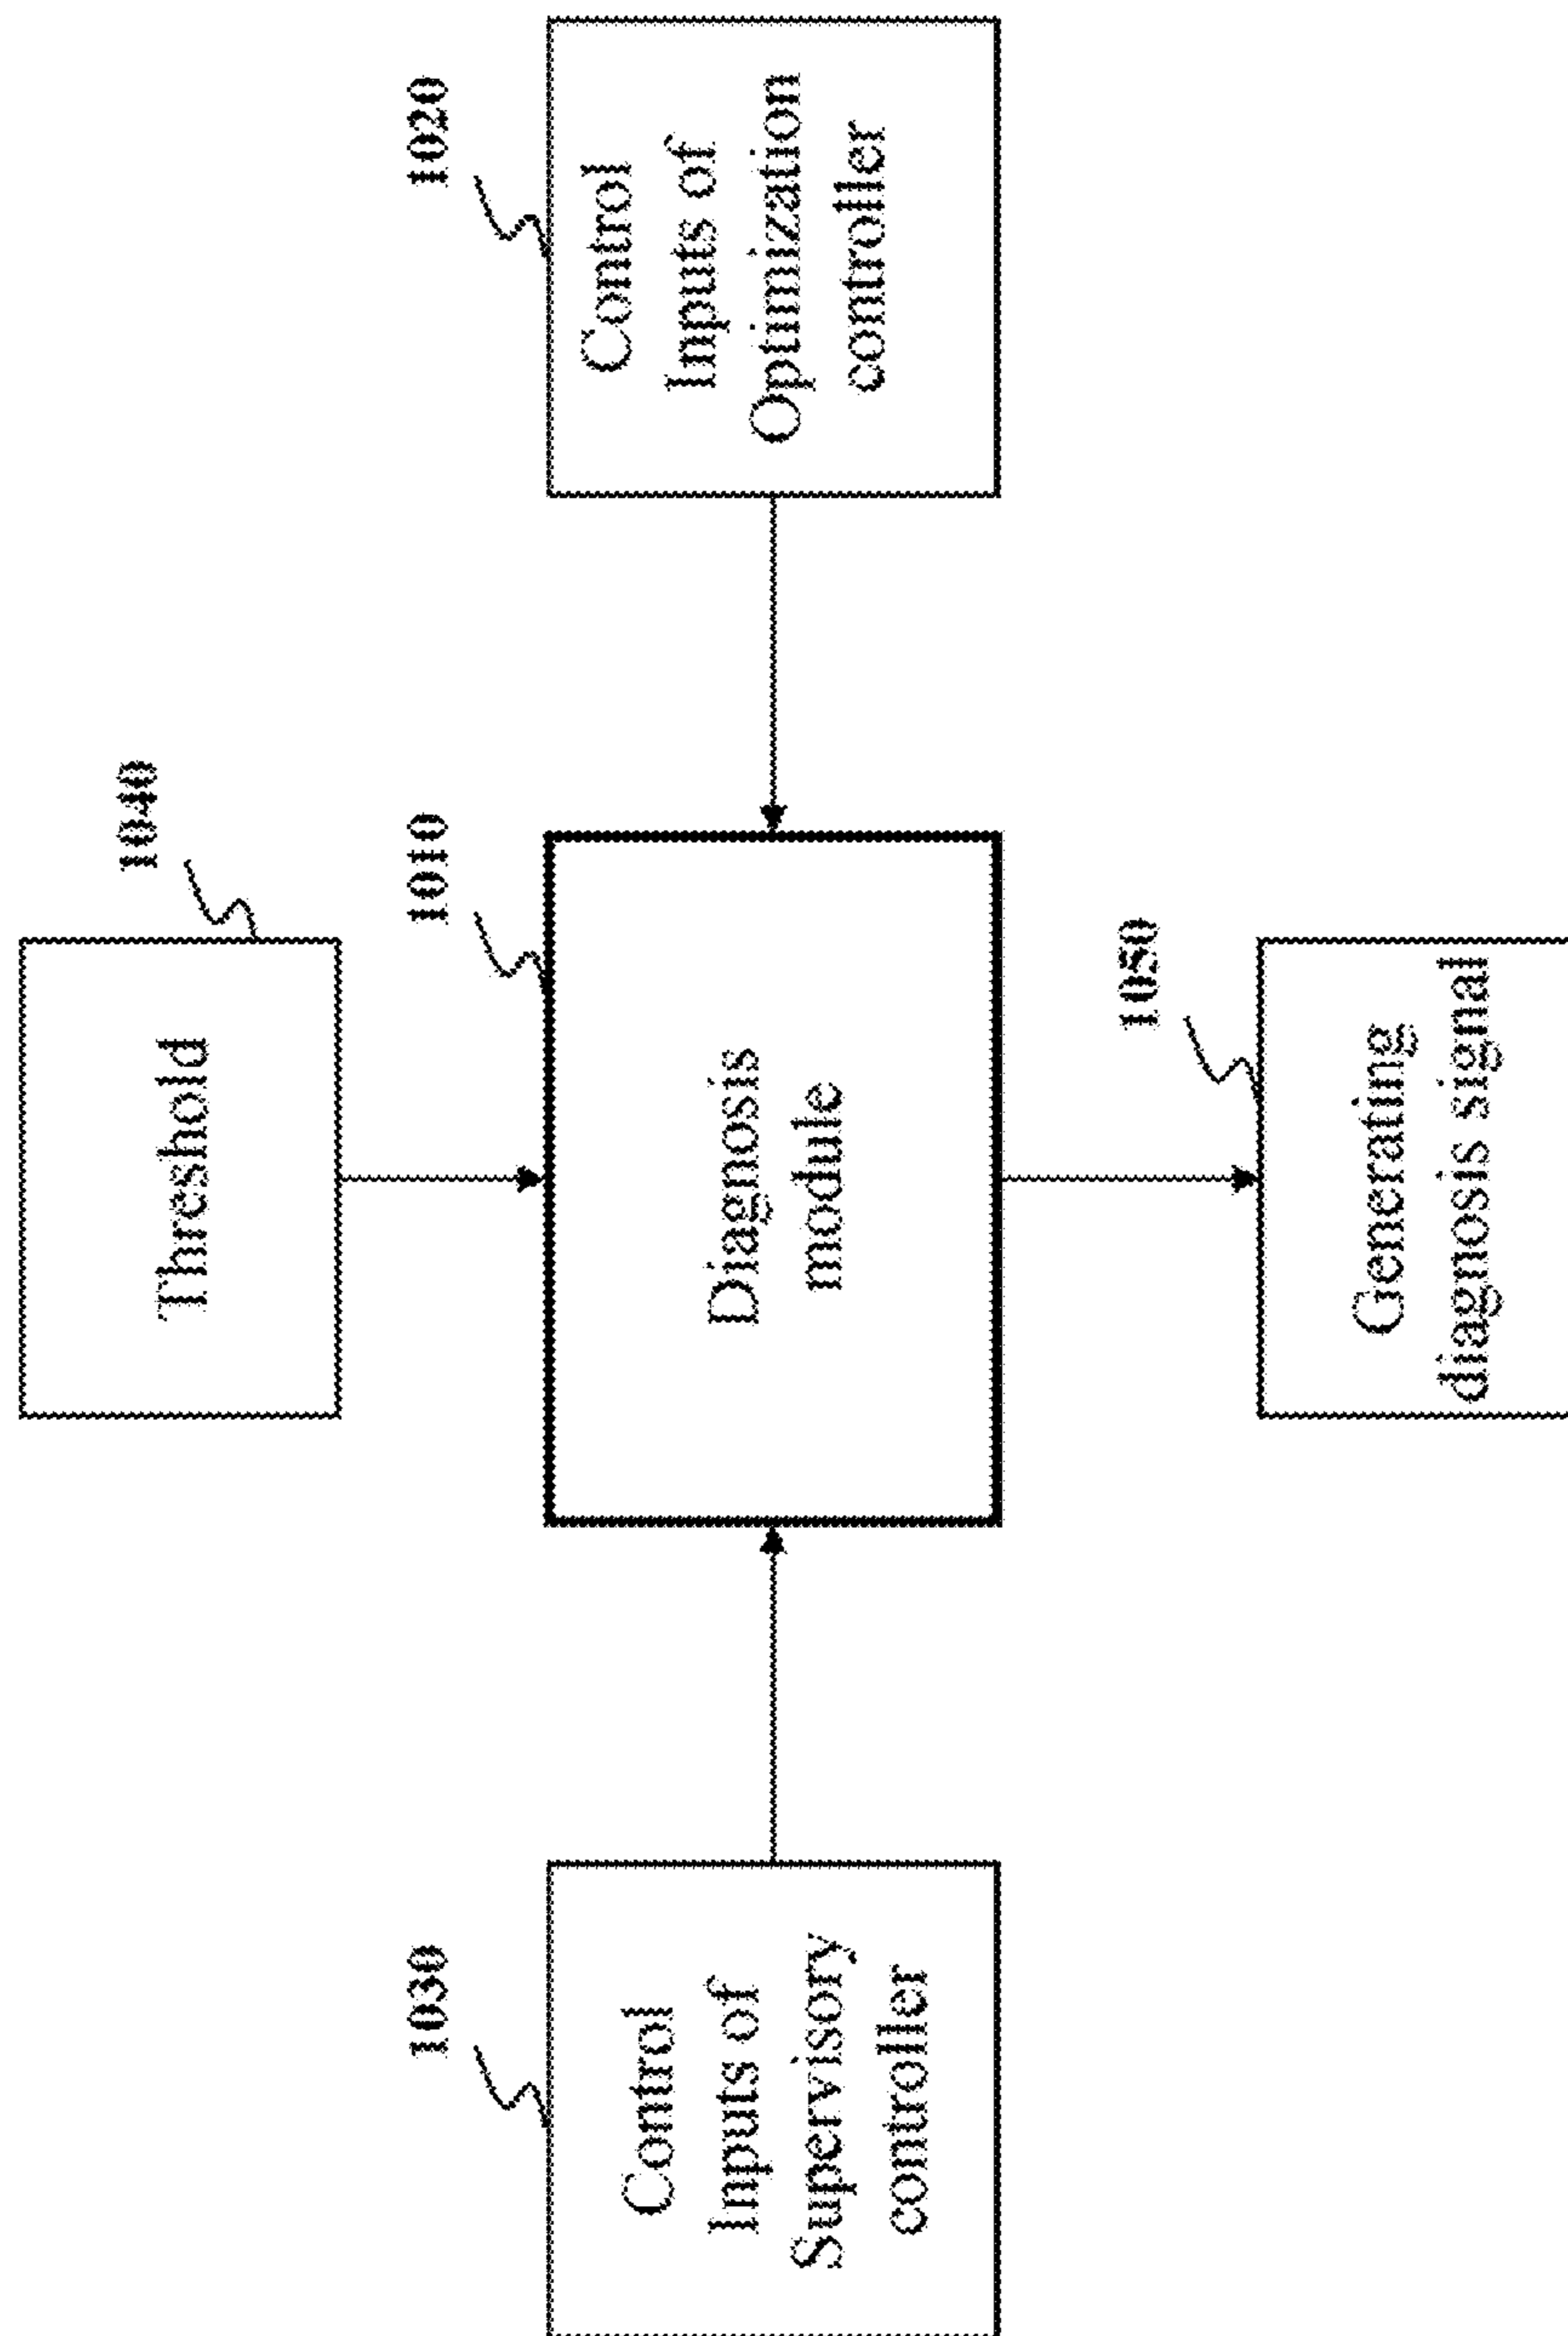 1040
Threshold
1030
Control
Inputs of
Supervisory
controller
1010
Diagnosis
module
1020
Control
Inputs of
Optimization
controller
1050
Generating
diagnosis signal